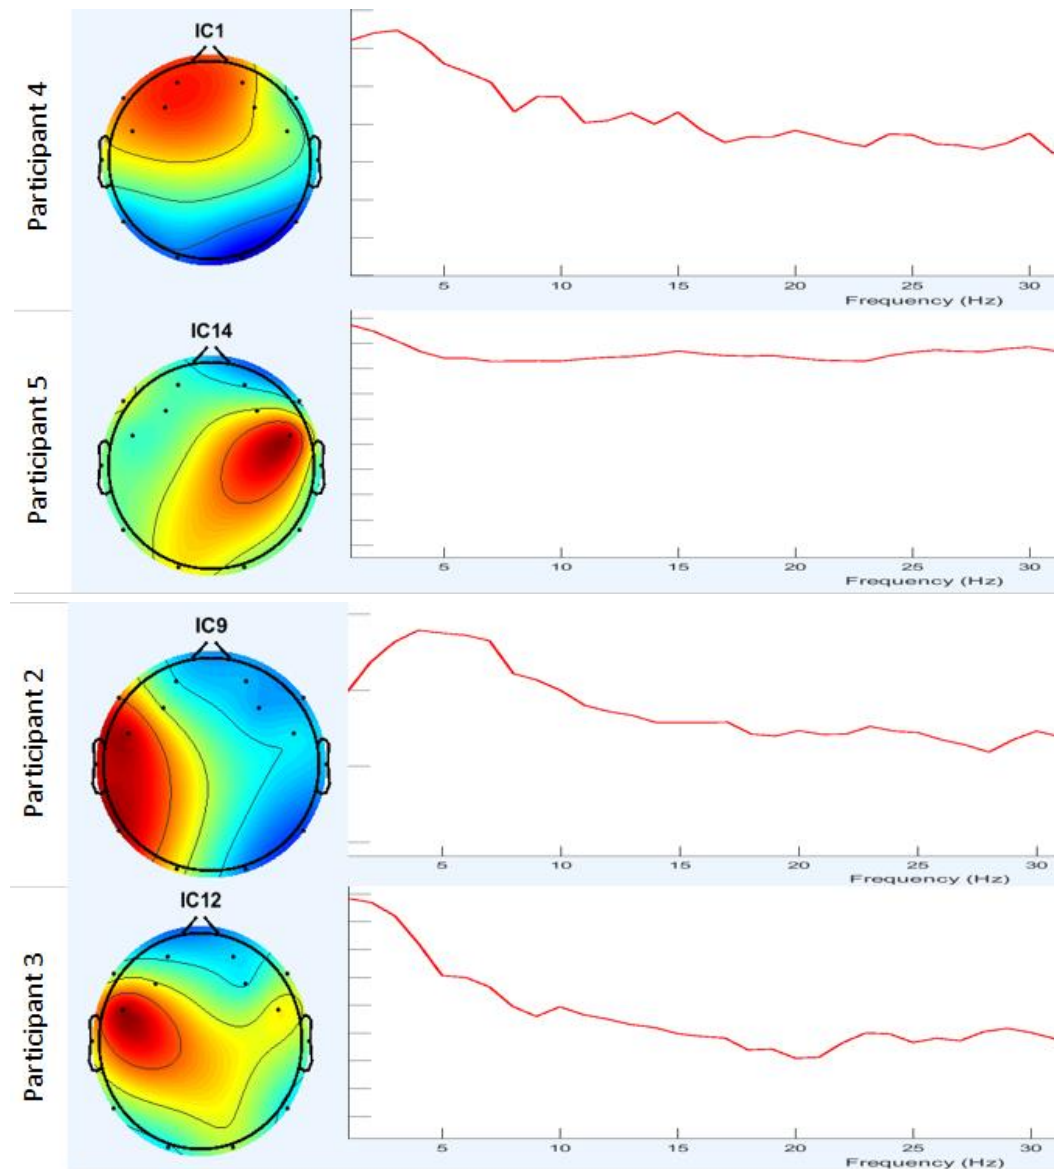 Participant 4
IC1
5 10 15 20 25 30
Frequency (Hz)
Participant 5
IC14
5 10 15 20 25 30
Frequency (Hz)
Participant 2
IC9
5 10 15 20 25 30
Frequency (Hz)
Participant 3
IC12
5 10 15 20 25 30
Frequency (Hz)